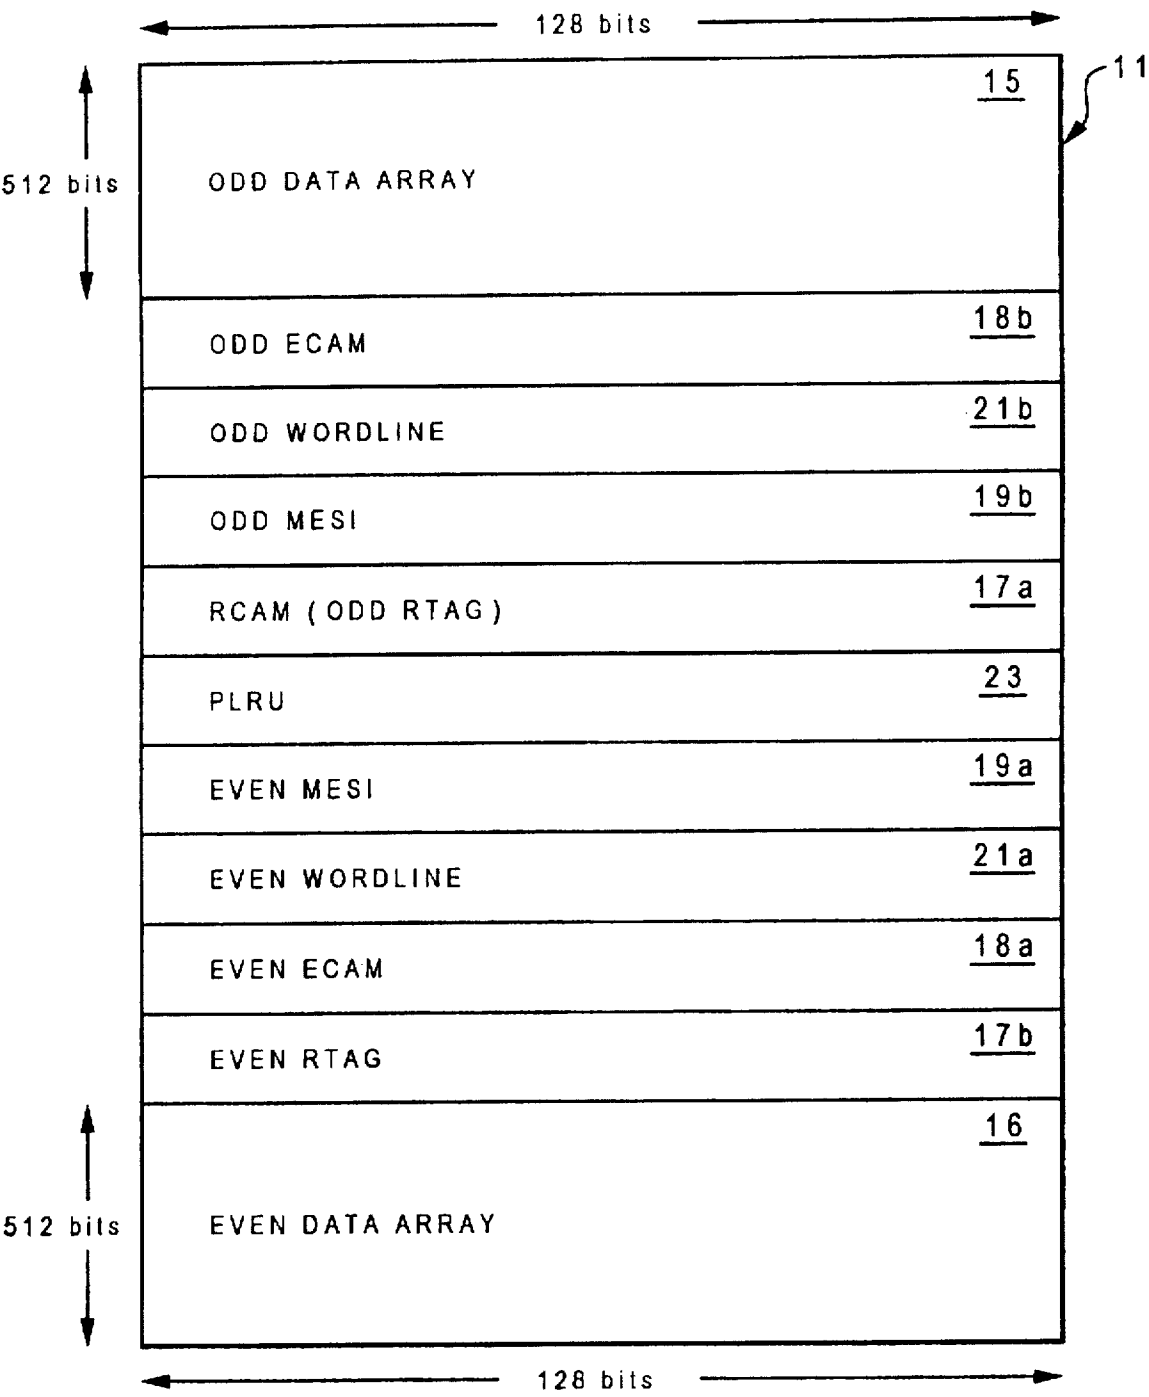 128 bits
11
15
512 bits
ODD DATA ARRAY
18b
ODD ECAM
21b
ODD WORDLINE
19b
ODD MESI
17a
RCAM (ODD RTAG)
23
PLRU
19a
EVEN MESI
21a
EVEN WORDLINE
18a
EVEN ECAM
17b
EVEN RTAG
16
512 bits
EVEN DATA ARRAY
128 bits